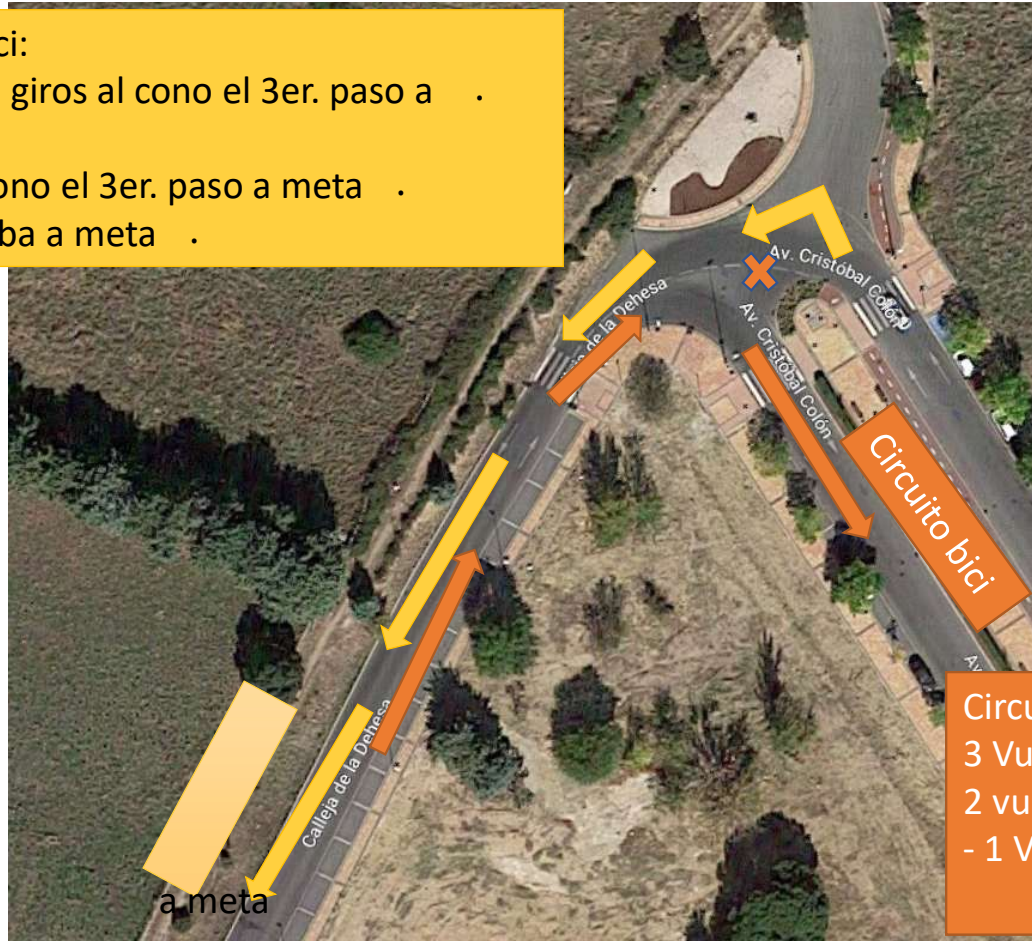 ci:
giros al cono el 3er. paso a .
ono el 3er. paso a meta .
ba a meta .
Av. Cristóbal Colón
Av. Cristóbal Colón
de la Dehesa
Circuito bici
Calleja de la Dehesa
Av
Circu
3 Vu
2 vu
- 1 V
a meta